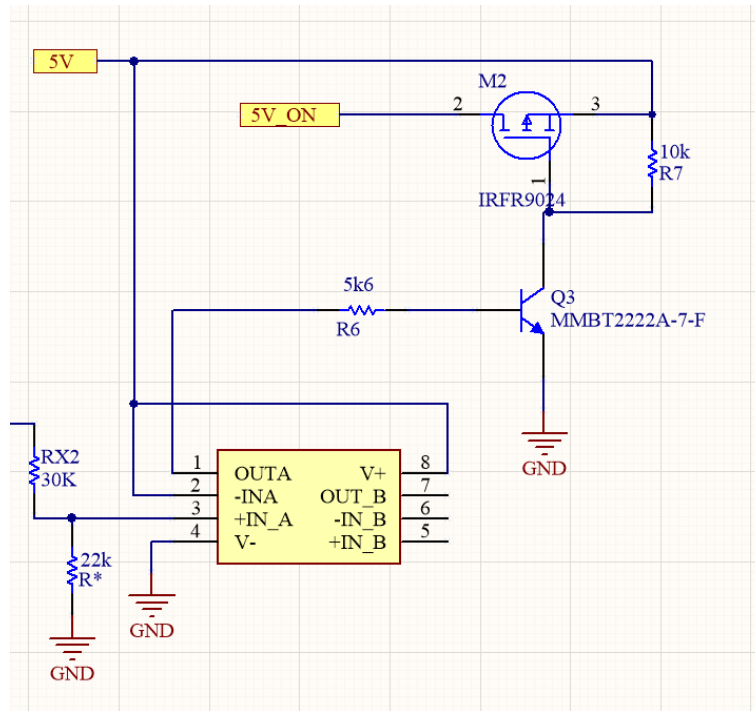 5V
M2
5V_ON
2
3
1
10k
R7
IRFR9024
5k6
R6
Q3
MMBT2222A-7-F
GND
RX2
30K
1
OUTA
V+
8
2
-INA
OUT_B
7
3
+IN_A
-IN_B
6
4
V-
+IN_B
5
22k
R*
GND
GND